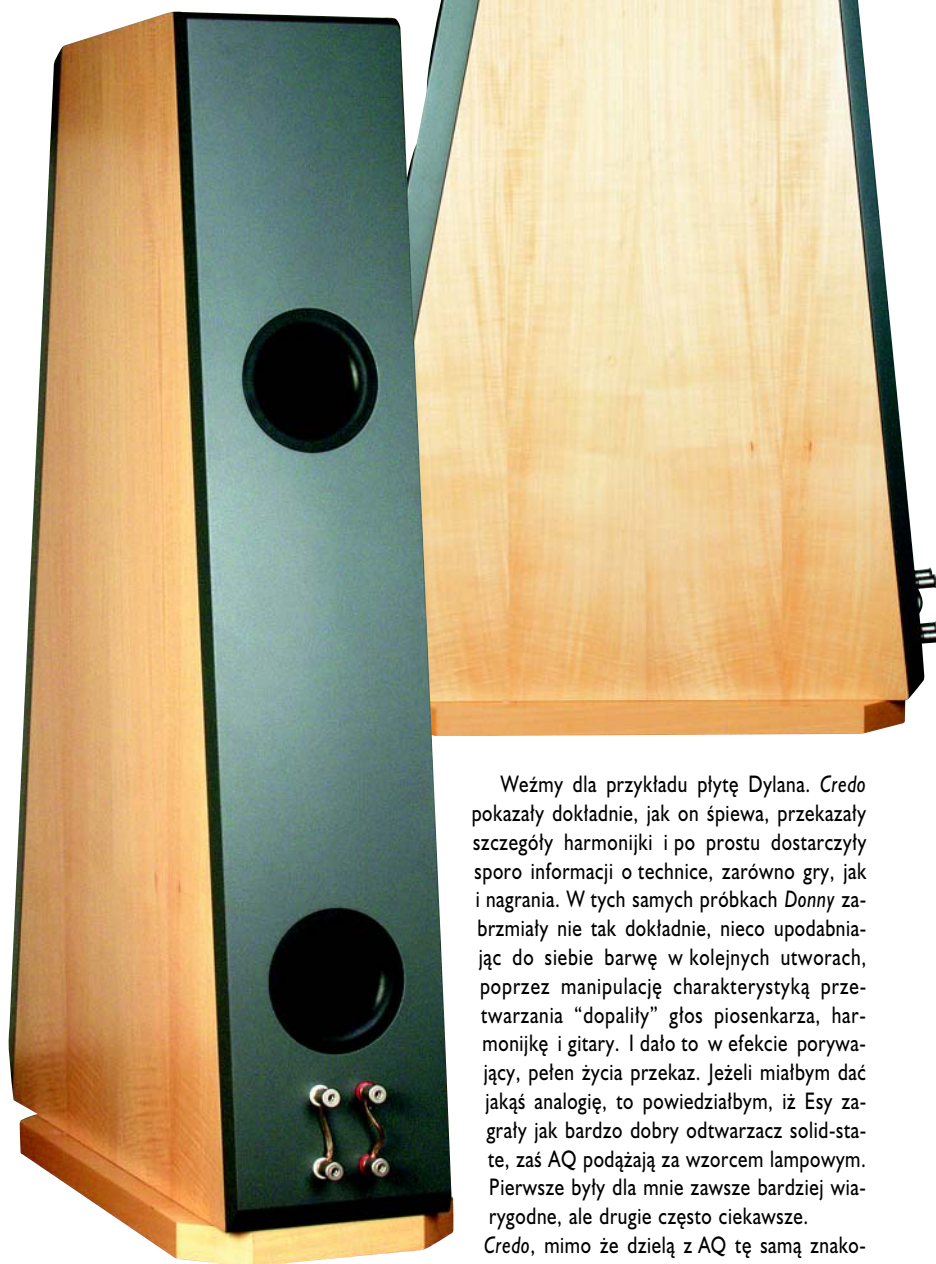 Weźmy dla przykładu płytę Dylana. Credo
pokazały dokładnie, jak on śpiewa, przekazały
szczegóły harmonijki i po prostu dostarczyły
sporo informacji o technice, zarówno gry, jak
i nagrania. W tych samych próbkach Donny za-
brzmiały nie tak dokładnie, nieco upodabnia-
jąc do siebie barwę w kolejnych utworach,
poprzez manipulację charakterystyką prze-
twarzania “dopaliły” głos piosenkarza, har-
monijkę i gitary. I dało to w efekcie porywa-
jący, pełen życia przekaz. Jeżeli miałbym dać
jakąś analogię, to powiedziałbym, iż Esy za-
grały jak bardzo dobry odtwarzacz solid-sta-
te, zaś AQ podążają za wzorcem lampowym.
Pierwsze były dla mnie zawsze bardziej wia-
rygodne, ale drugie często ciekawsze.
Credo, mimo że dzielą z AQ tę samą znako-